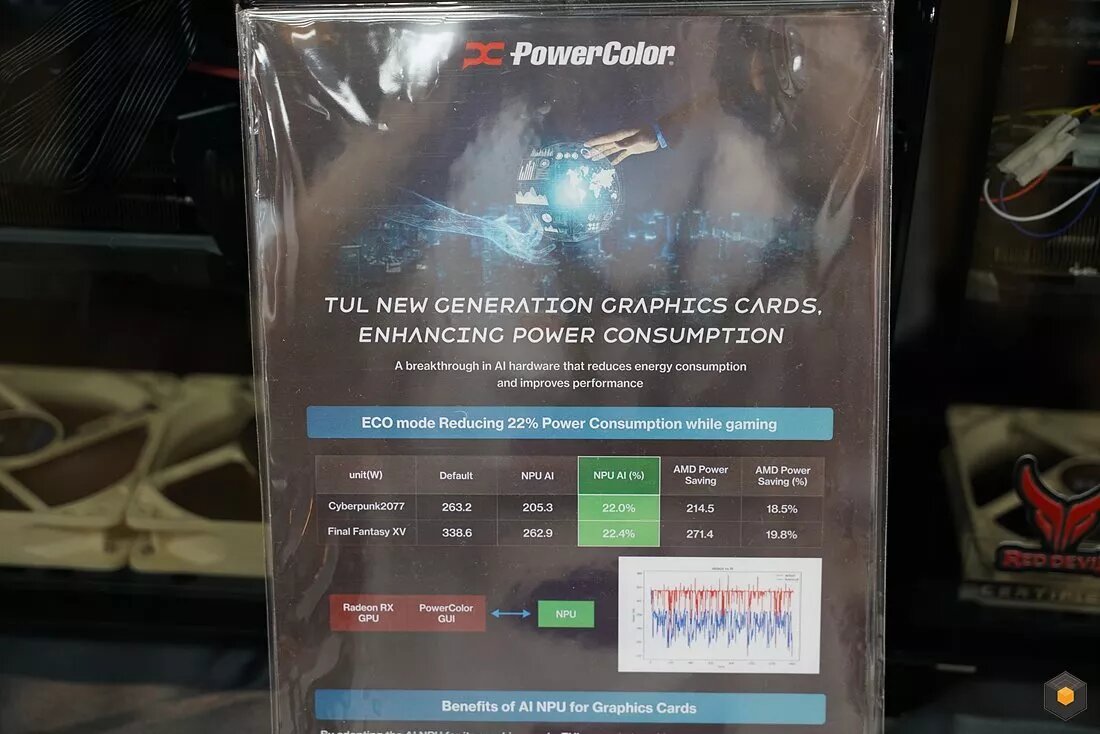 PowerColor
TUL NEW GENERATION GRAPHICS CARDS,
ENHANCING POWER CONSUMPTION
A breakthrough in AI hardware that reduces energy consumption
and improves performance
ECO mode Reducing 22% Power Consumption while gaming
unit(W) Default NPU AI NPU AI (%) AMD Power Saving AMD Power Saving (%)
Cyberpunk2077 263.2 205.3 22.0% 214.5 18.5%
Final Fantasy XV 338.6 262.9 22.4% 271.4 19.8%
Radeon RX GPU PowerColor GUI NPU
RED DEVIL
Benefits of AI NPU for Graphics Cards